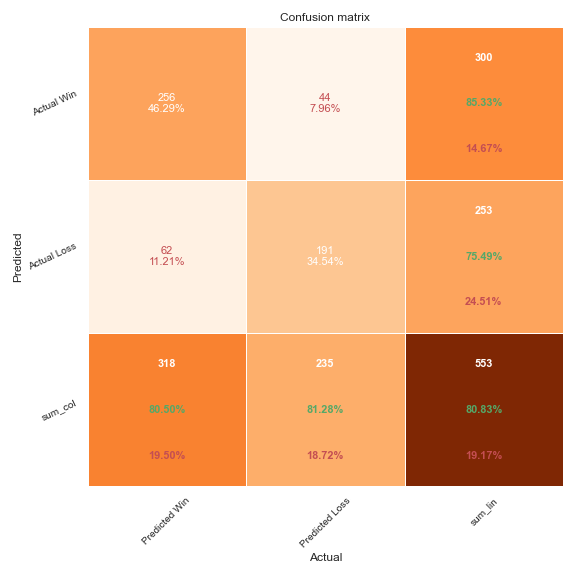 Confusion matrix
Predicted
Actual Win
256
46.29%
44
7.96%
300
85.33%
14.67%
Actual Loss
62
11.21%
191
34.54%
253
75.49%
24.51%
sum_col
318
80.50%
19.50%
235
81.28%
18.72%
553
80.83%
19.17%
Predicted Win
Predicted Loss
sum_lin
Actual